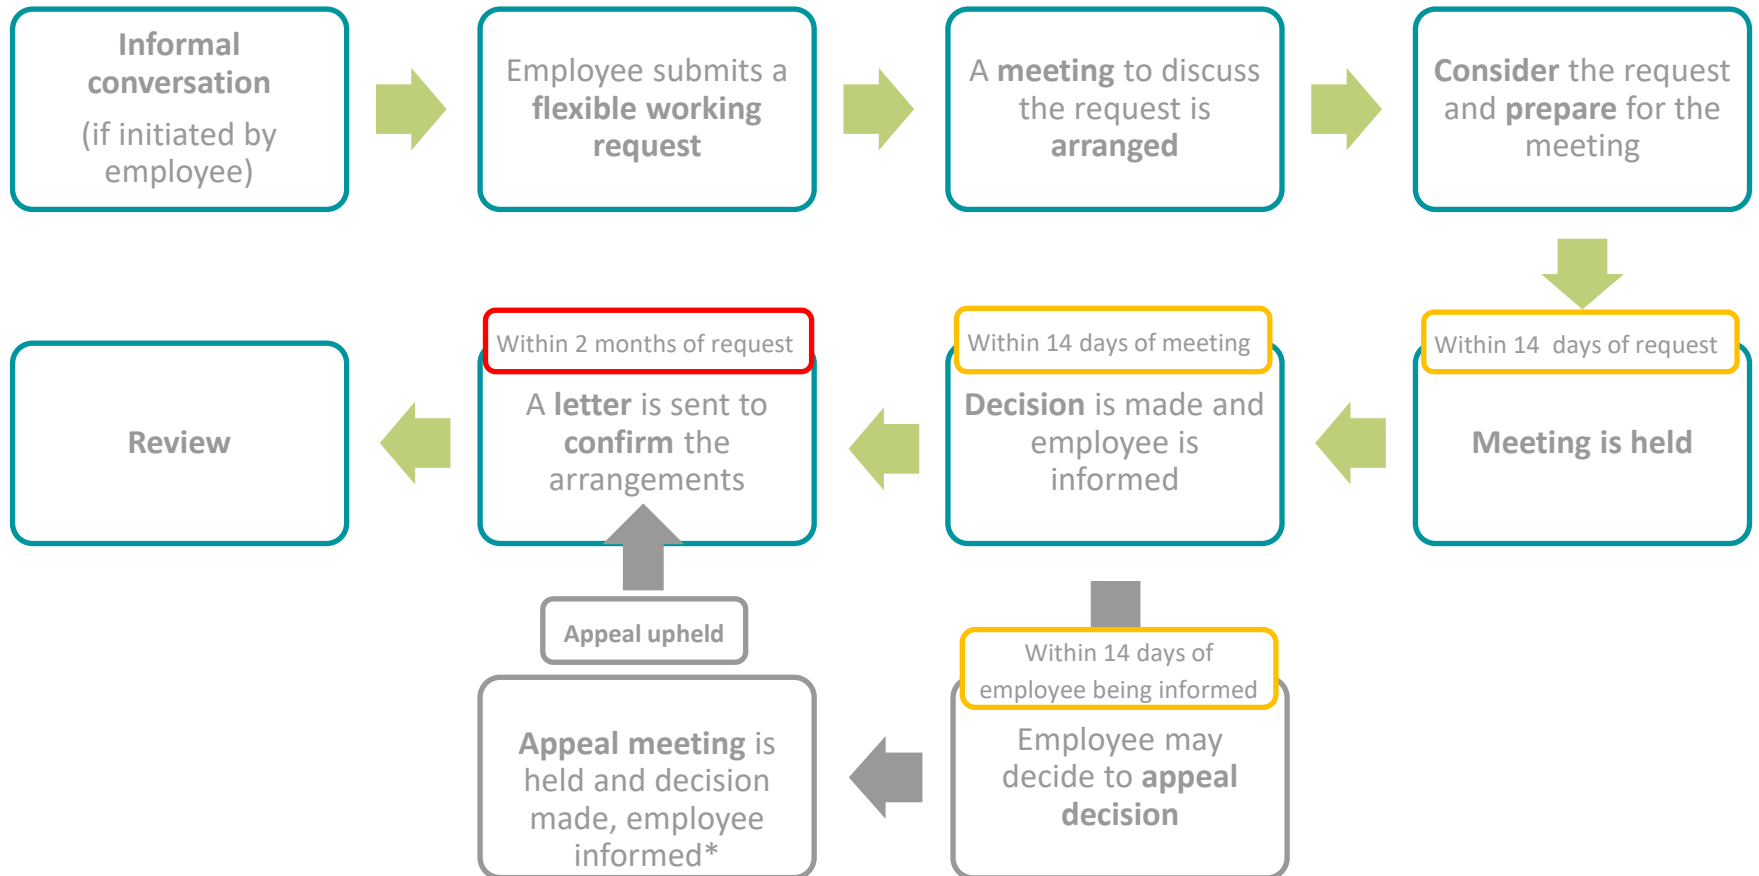 Informal
conversation
(if initiated by
employee)
Employee submits a
flexible working
request
A meeting to discuss
the request is
arranged
Consider the request
and prepare for the
meeting
Within 14 days of request
Meeting is held
Within 14 days of meeting
Decision is made and
employee is
informed
Within 2 months of request
A letter is sent to
confirm the
arrangements
Review
Within 14 days of
employee being informed
Employee may
decide to appeal
decision
Appeal meeting is
held and decision
made, employee
informed*
Appeal upheld